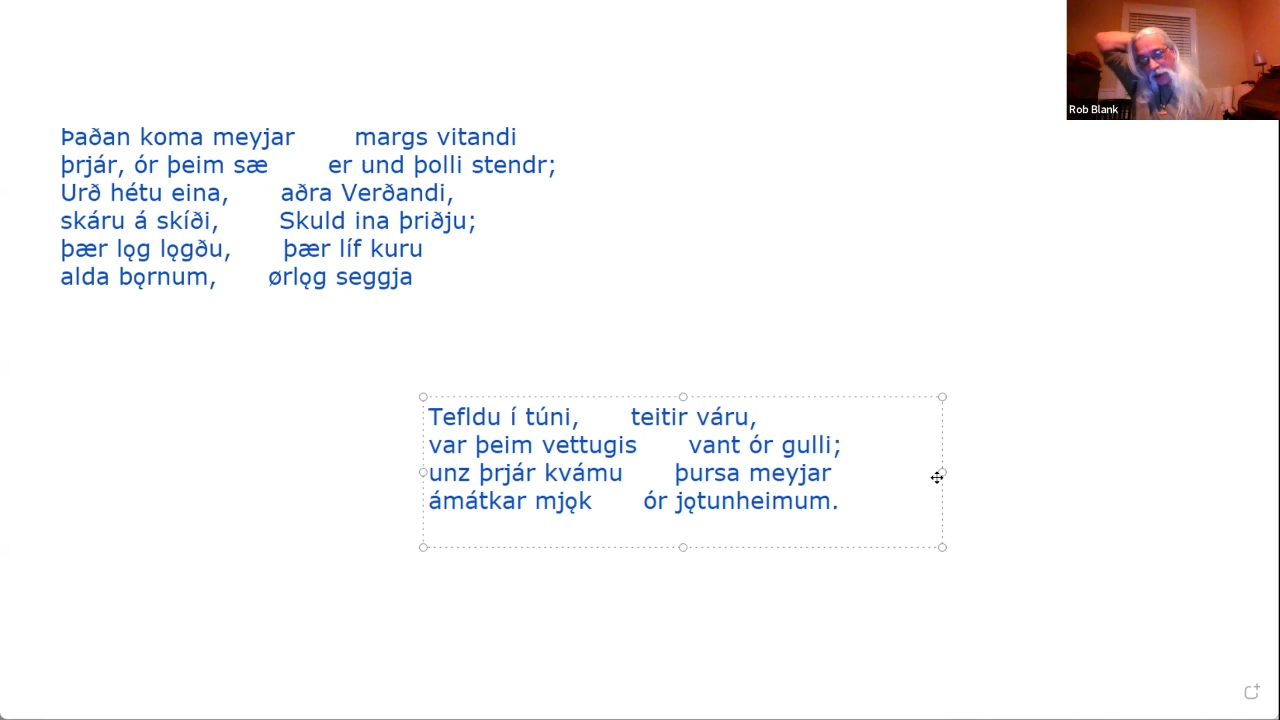 Rob Blank
Þaðan koma meyjar margs vitandi
þrjár, ór þeim sæ er und þolli stendr;
Urð hétu eina, aðra Verðandi,
skáru á skíði, Skuld ina þriðju;
þær lǫg lǫgðu, þær líf kuru
alda bǫrnum, ørlǫg seggja
Tefldu í túni, teitir váru,
var þeim vettugis vant ór gulli;
unz þrjár kvámu þursa meyjar
ámátkar mjǫk ór jǫtunheimum.